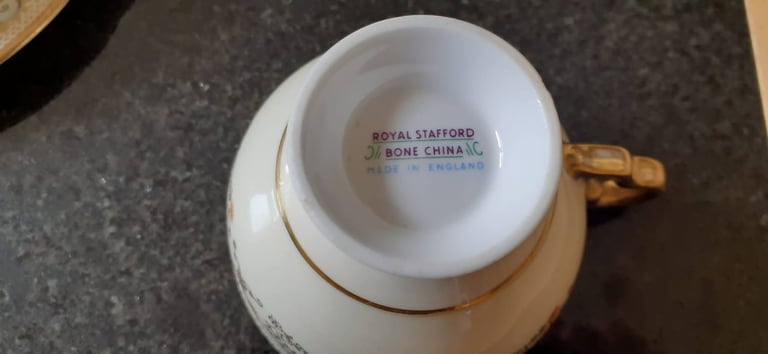 ROYAL STAFFORD
BONE CHINA
MADE IN ENGLAND